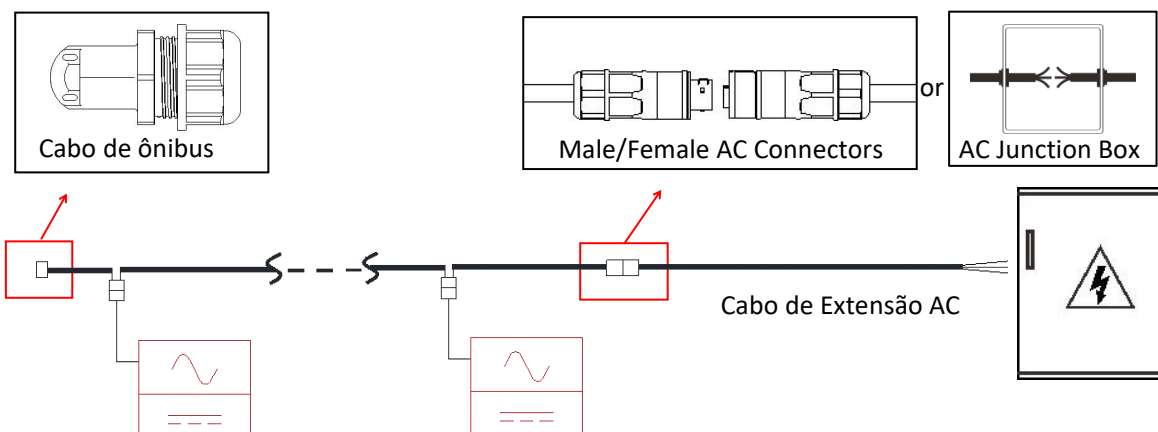 Cabo de ônibus
Male/Female AC Connectors
or
AC Junction Box
Cabo de Extensão AC